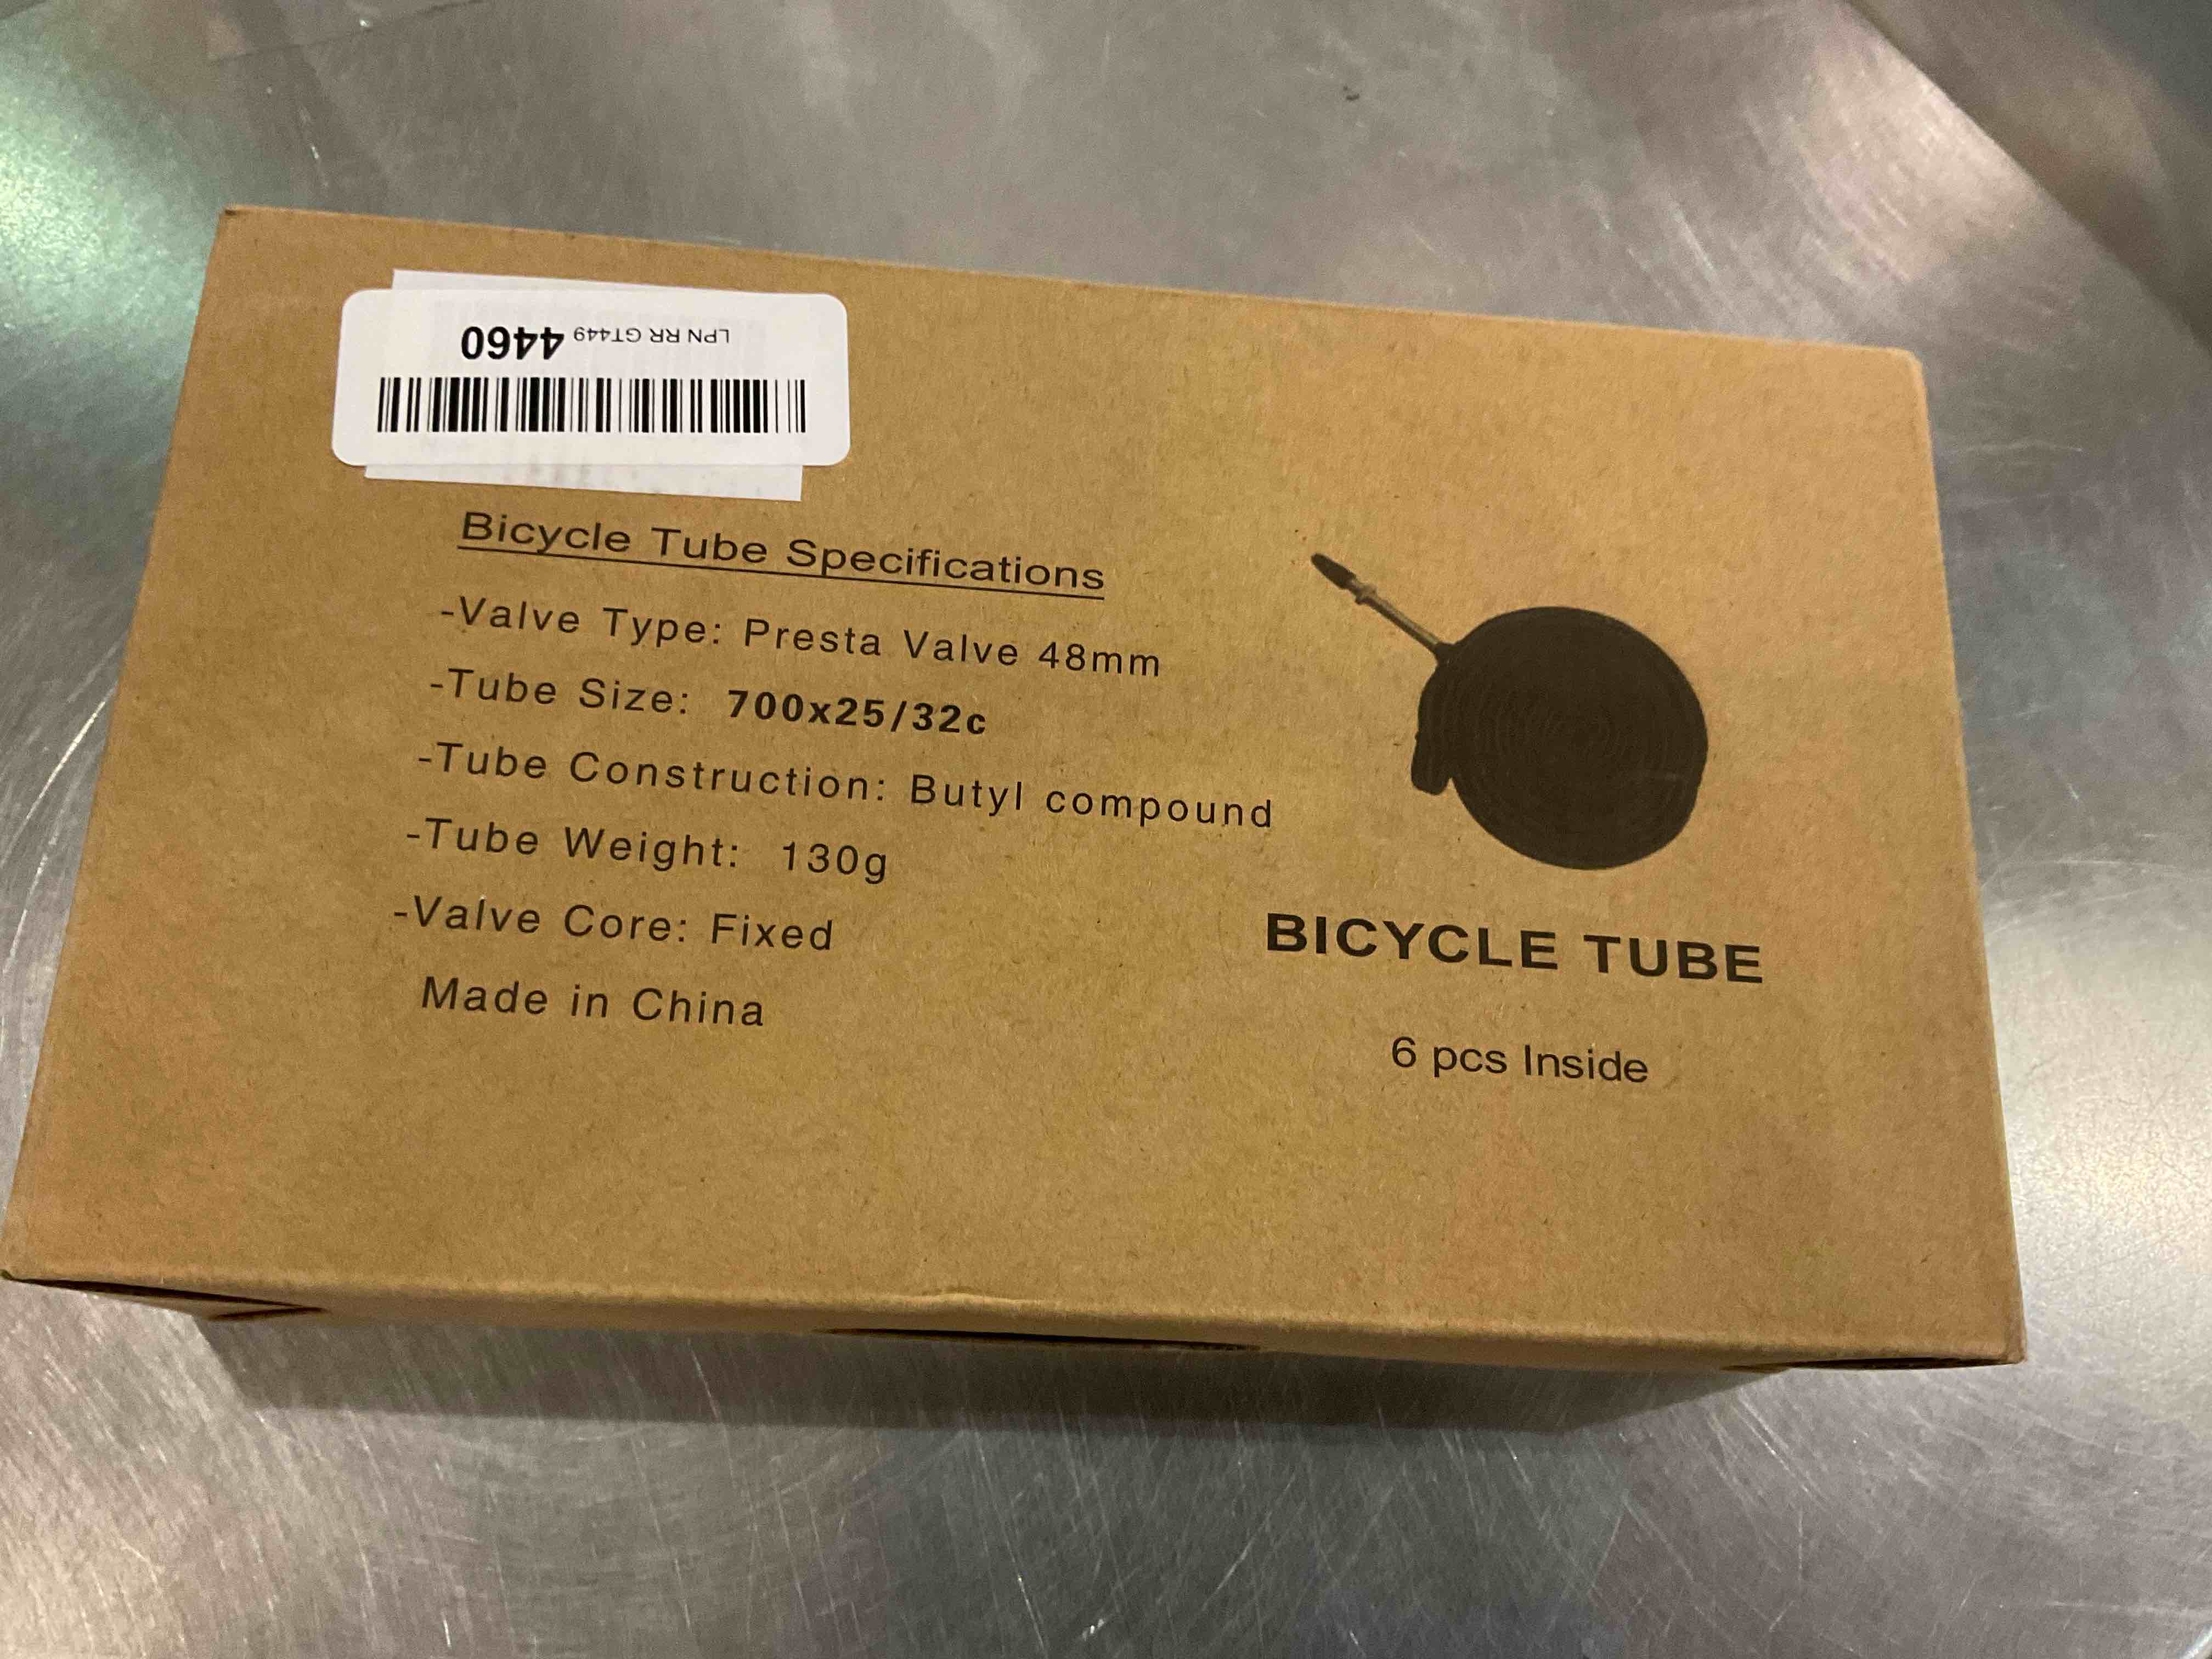 LPN RR GT449 4460
Bicycle Tube Specifications
-Valve Type: Presta Valve 48mm
-Tube Size: 700x25/32c
-Tube Construction: Butyl compound
-Tube Weight: 130g
-Valve Core: Fixed
Made in China
BICYCLE TUBE
6 pcs Inside